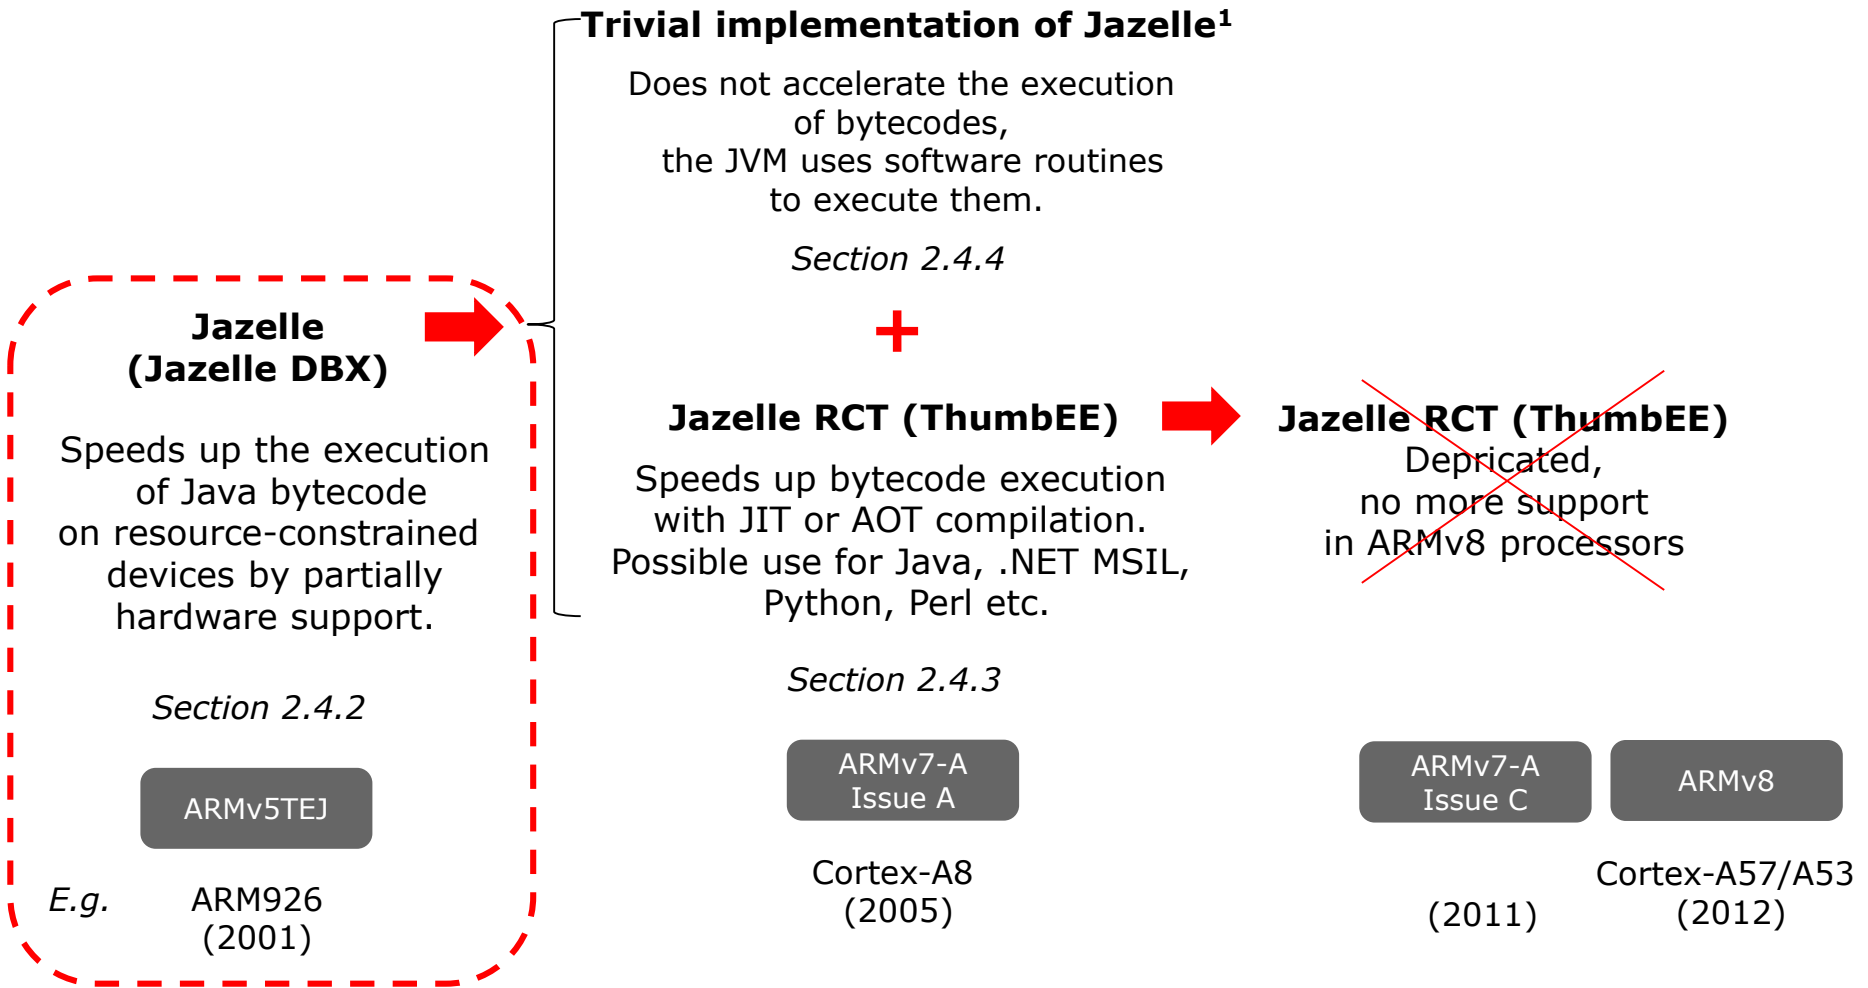 Trivial implementation of Jazelle¹
Does not accelerate the execution
of bytecodes,
the JVM uses software routines
to execute them.
Section 2.4.4
+
Jazelle
(Jazelle DBX)
Speeds up the execution
of Java bytecode
on resource-constrained
devices by partially
hardware support.
Section 2.4.2
ARMv5TEJ
E.g.
ARM926
(2001)
Jazelle RCT (ThumbEE)
Speeds up bytecode execution
with JIT or AOT compilation.
Possible use for Java, .NET MSIL,
Python, Perl etc.
Section 2.4.3
ARMv7-A
Issue A
Cortex-A8
(2005)
Jazelle RCT (ThumbEE)
Depricated,
no more support
in ARMv8 processors
ARMv7-A
Issue C
(2011)
ARMv8
Cortex-A57/A53
(2012)